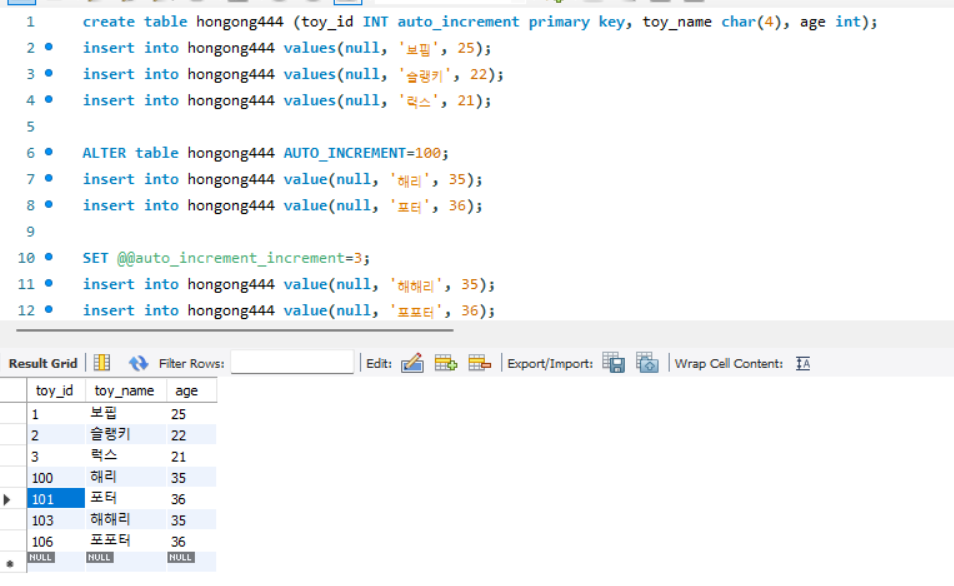 1 create table hongong444 (toy_id INT auto_increment primary key, toy_name char(4), age int);
2 insert into hongong444 values(null, '보핍', 25);
3 insert into hongong444 values(null, '슬랭키', 22);
4 insert into hongong444 values(null, '럭스', 21);
5
6 ALTER table hongong444 AUTO_INCREMENT=100;
7 insert into hongong444 value(null, '해리', 35);
8 insert into hongong444 value(null, '포터', 36);
9
10 SET @@auto_increment_increment=3;
11 insert into hongong444 value(null, '해해리', 35);
12 insert into hongong444 value(null, '포포터', 36);
Result Grid Filter Rows: Edit: Export/Import: Wrap Cell Content:
toy_id toy_name age
1 보핍 25
2 슬랭키 22
3 럭스 21
100 해리 35
101 포터 36
103 해해리 35
106 포포터 36
NULL NULL NULL